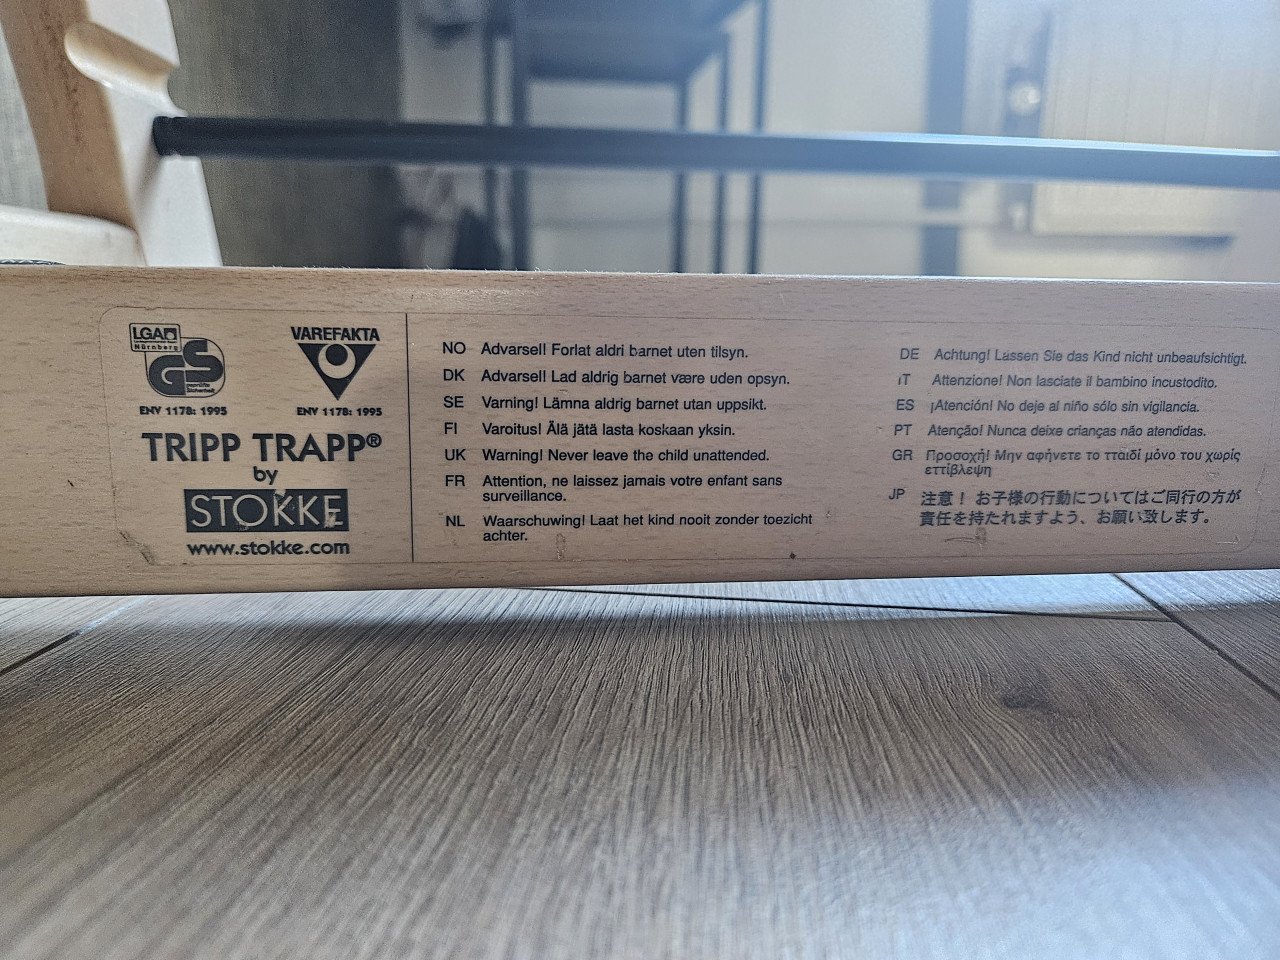 LGA
Nürnberg
GS
geprüfte
Sicherheit
ENV 1178: 1995
VAREFAKTA
ENV 1178: 1995
TRIPP TRAPP®
by
STOKKE
www.stokke.com
NO Advarsel! Forlat aldri barnet uten tilsyn.
DK Advarsel! Lad aldrig barnet være uden opsyn.
SE Varning! Lämna aldrig barnet utan uppsikt.
FI Varoitus! Älä jätä lasta koskaan yksin.
UK Warning! Never leave the child unattended.
FR Attention, ne laissez jamais votre enfant sans
surveillance.
NL Waarschuwing! Laat het kind nooit zonder toezicht
achter.
DE Achtung! Lassen Sie das Kind nicht unbeaufsichtigt.
IT Attenzione! Non lasciate il bambino incustodito.
ES ¡Atención! No deje al niño sólo sin vigilancia.
PT Atenção! Nunca deixe crianças não atendidas.
GR Προσοχή! Μην αφήνετε το τταιδί μόνο του χωρίς
εττίβλεψη
JP 注意！ お子様の行動についてはご同行の方が
責任を持たれますよう、お願い致します。